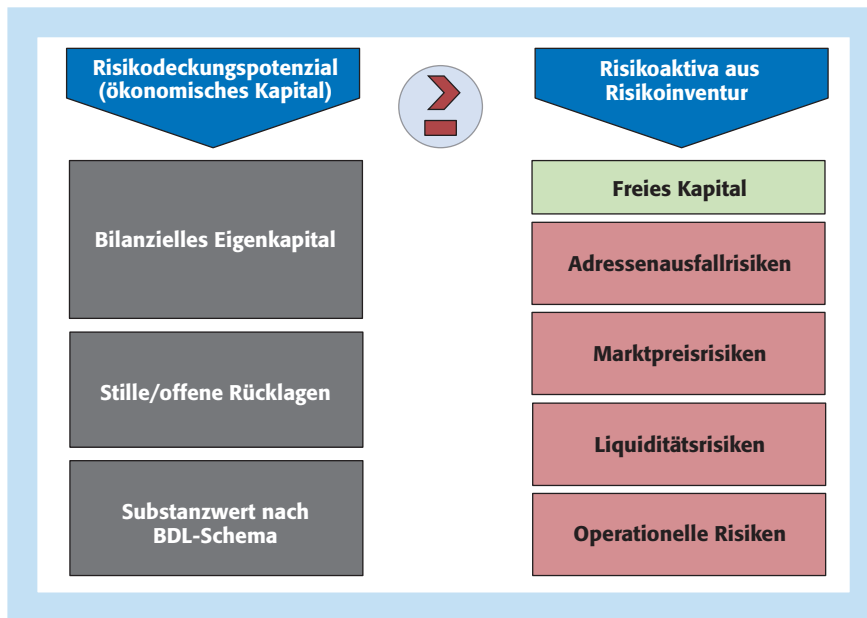 Risikodeckungspotenzial
(ökonomisches Kapital)
Risikoaktiva aus
Risikoinventur
Bilanzielles Eigenkapital
Stille/offene Rücklagen
Substanzwert nach
BDL-Schema
Freies Kapital
Adressenausfallrisiken
Marktpreisrisiken
Liquiditätsrisiken
Operationelle Risiken